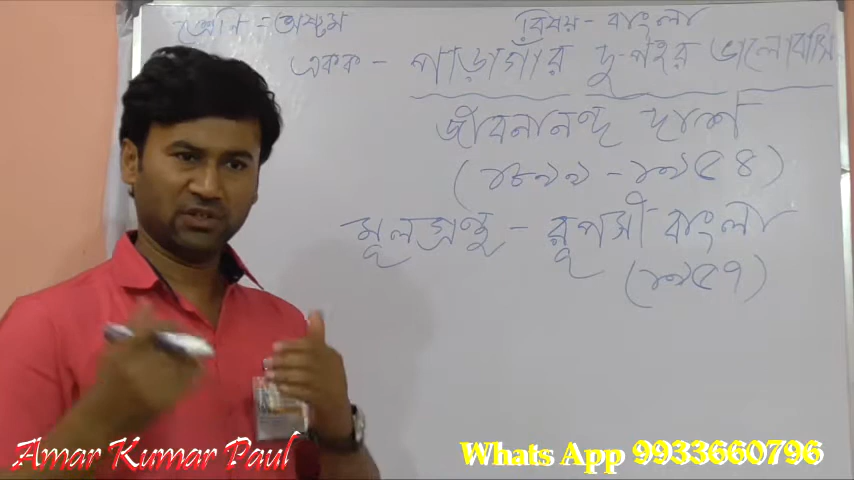 শ্রেণি - অষ্টম
বিষয় - বাংলা
একক - পাড়াগাঁর দু-পহর ভালোবাসি
জীবনানন্দ দাশ
(১৮৯৯ - ১৯৫৪)
মূলগ্রন্থ - রূপসী বাংলা
(১৯৫৭)
Amar Kumar Paul
Whats App 9933660796